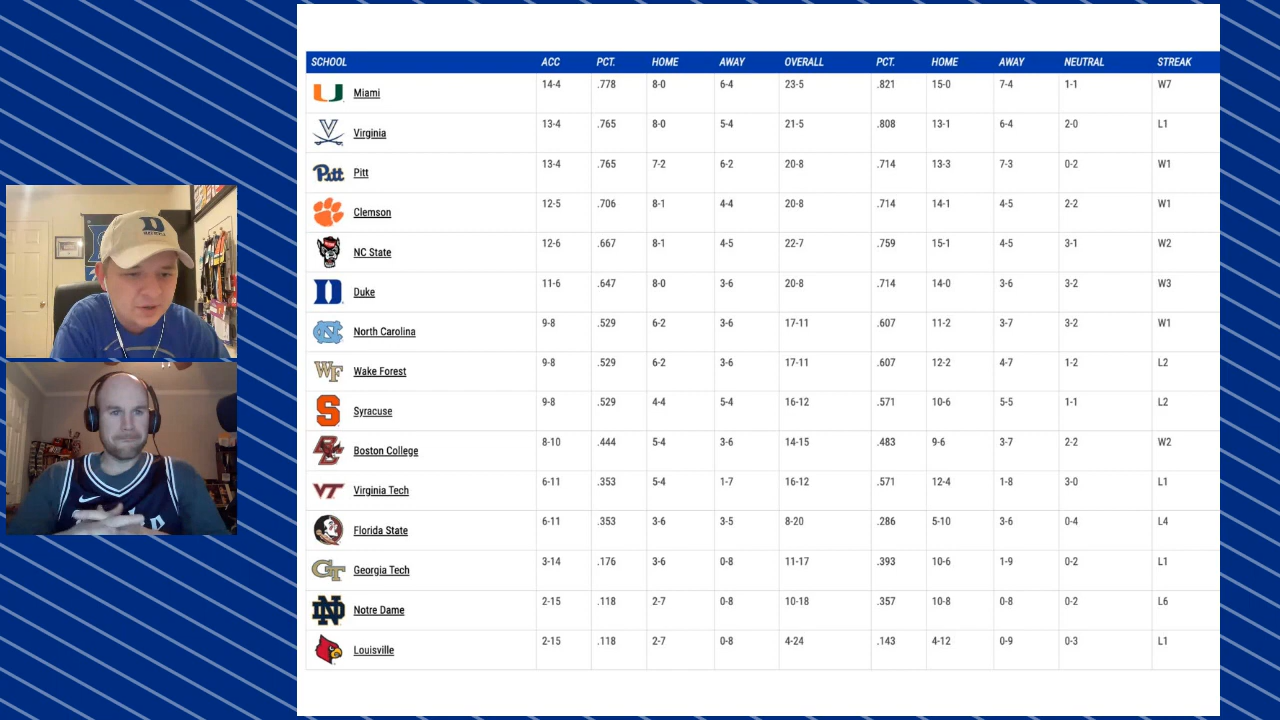 SCHOOL ACC PCT. HOME AWAY OVERALL PCT. HOME AWAY NEUTRAL STREAK
Miami 14-4 .778 8-0 6-4 23-5 .821 15-0 7-4 1-1 W7
Virginia 13-4 .765 8-0 5-4 21-5 .808 13-1 6-4 2-0 L1
Pitt Pitt 13-4 .765 7-2 6-2 20-8 .714 13-3 7-3 0-2 W1
Clemson 12-5 .706 8-1 4-4 20-8 .714 14-1 4-5 2-2 W1
NC State 12-6 .667 8-1 4-5 22-7 .759 15-1 4-5 3-1 W2
D Duke 11-6 .647 8-0 3-6 20-8 .714 14-0 3-6 3-2 W3
NC North Carolina 9-8 .529 6-2 3-6 17-11 .607 11-2 3-7 3-2 W1
WF Wake Forest 9-8 .529 6-2 3-6 17-11 .607 12-2 4-7 1-2 L2
S Syracuse 9-8 .529 4-4 5-4 16-12 .571 10-6 5-5 1-1 L2
BC Boston College 8-10 .444 5-4 3-6 14-15 .483 9-6 3-7 2-2 W2
VT Virginia Tech 6-11 .353 5-4 1-7 16-12 .571 12-4 1-8 3-0 L1
Florida State 6-11 .353 3-6 3-5 8-20 .286 5-10 3-6 0-4 L4
GT Georgia Tech 3-14 .176 3-6 0-8 11-17 .393 10-6 1-9 0-2 L1
ND Notre Dame 2-15 .118 2-7 0-8 10-18 .357 10-8 0-8 0-2 L6
Louisville 2-15 .118 2-7 0-8 4-24 .143 4-12 0-9 0-3 L1
D